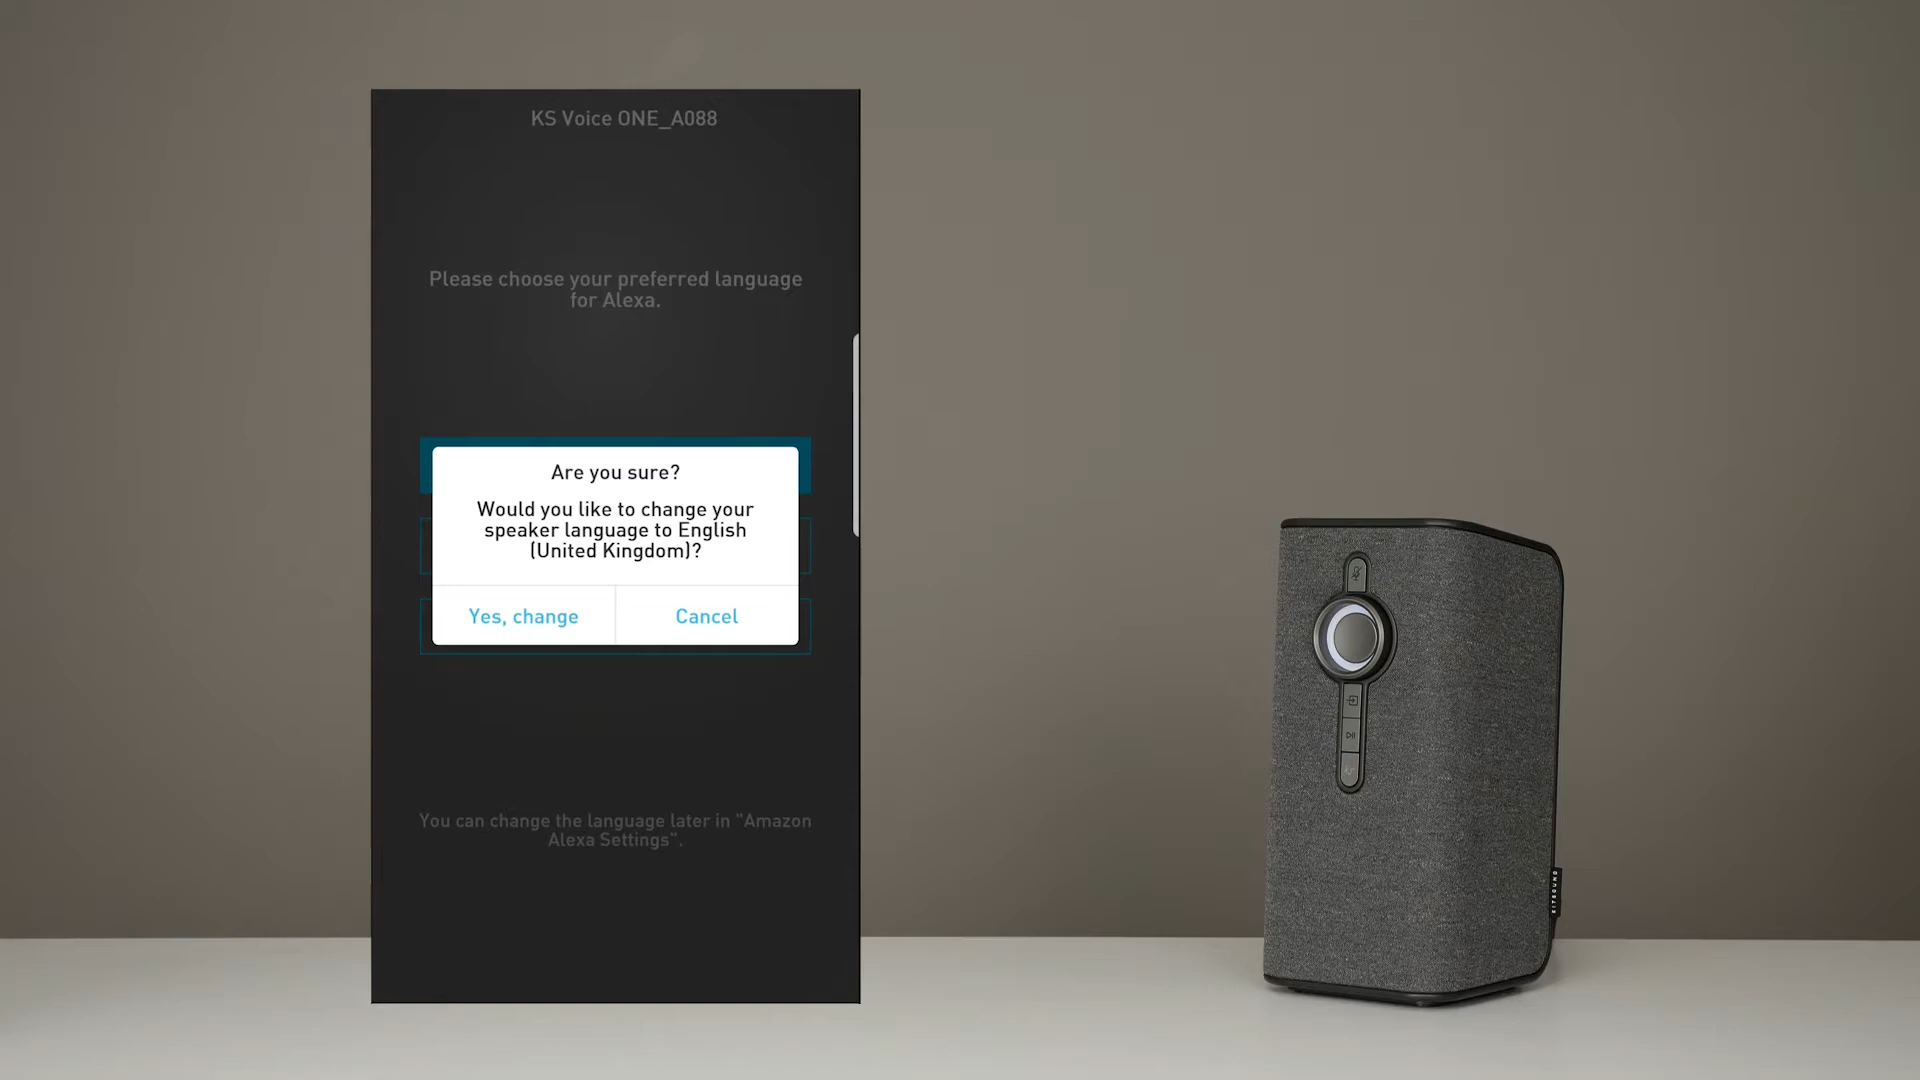 KS Voice ONE_A088
Please choose your preferred language
for Alexa.
Are you sure?
Would you like to change your
speaker language to English
(United Kingdom)?
Yes, change
Cancel
You can change the language later in "Amazon
Alexa Settings".
KITSOUND